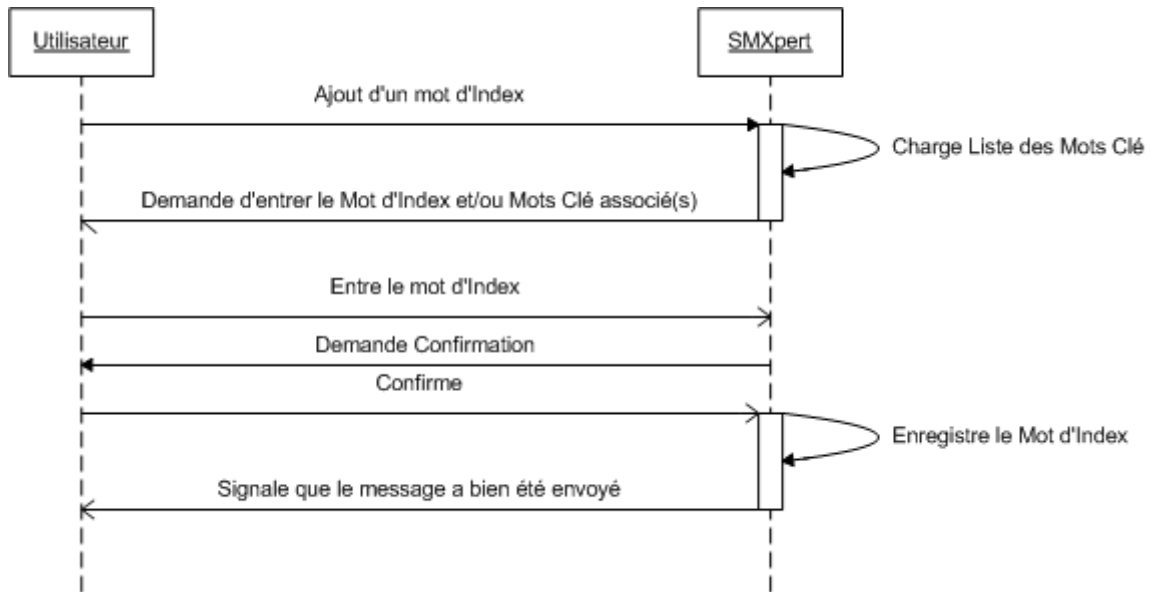 Utilisateur
SMXpert
Ajout d'un mot d'Index
Charge Liste des Mots Clé
Demande d'entrer le Mot d'Index et/ou Mots Clé associé(s)
Entre le mot d'Index
Demande Confirmation
Confirme
Enregistre le Mot d'Index
Signale que le message a bien été envoyé